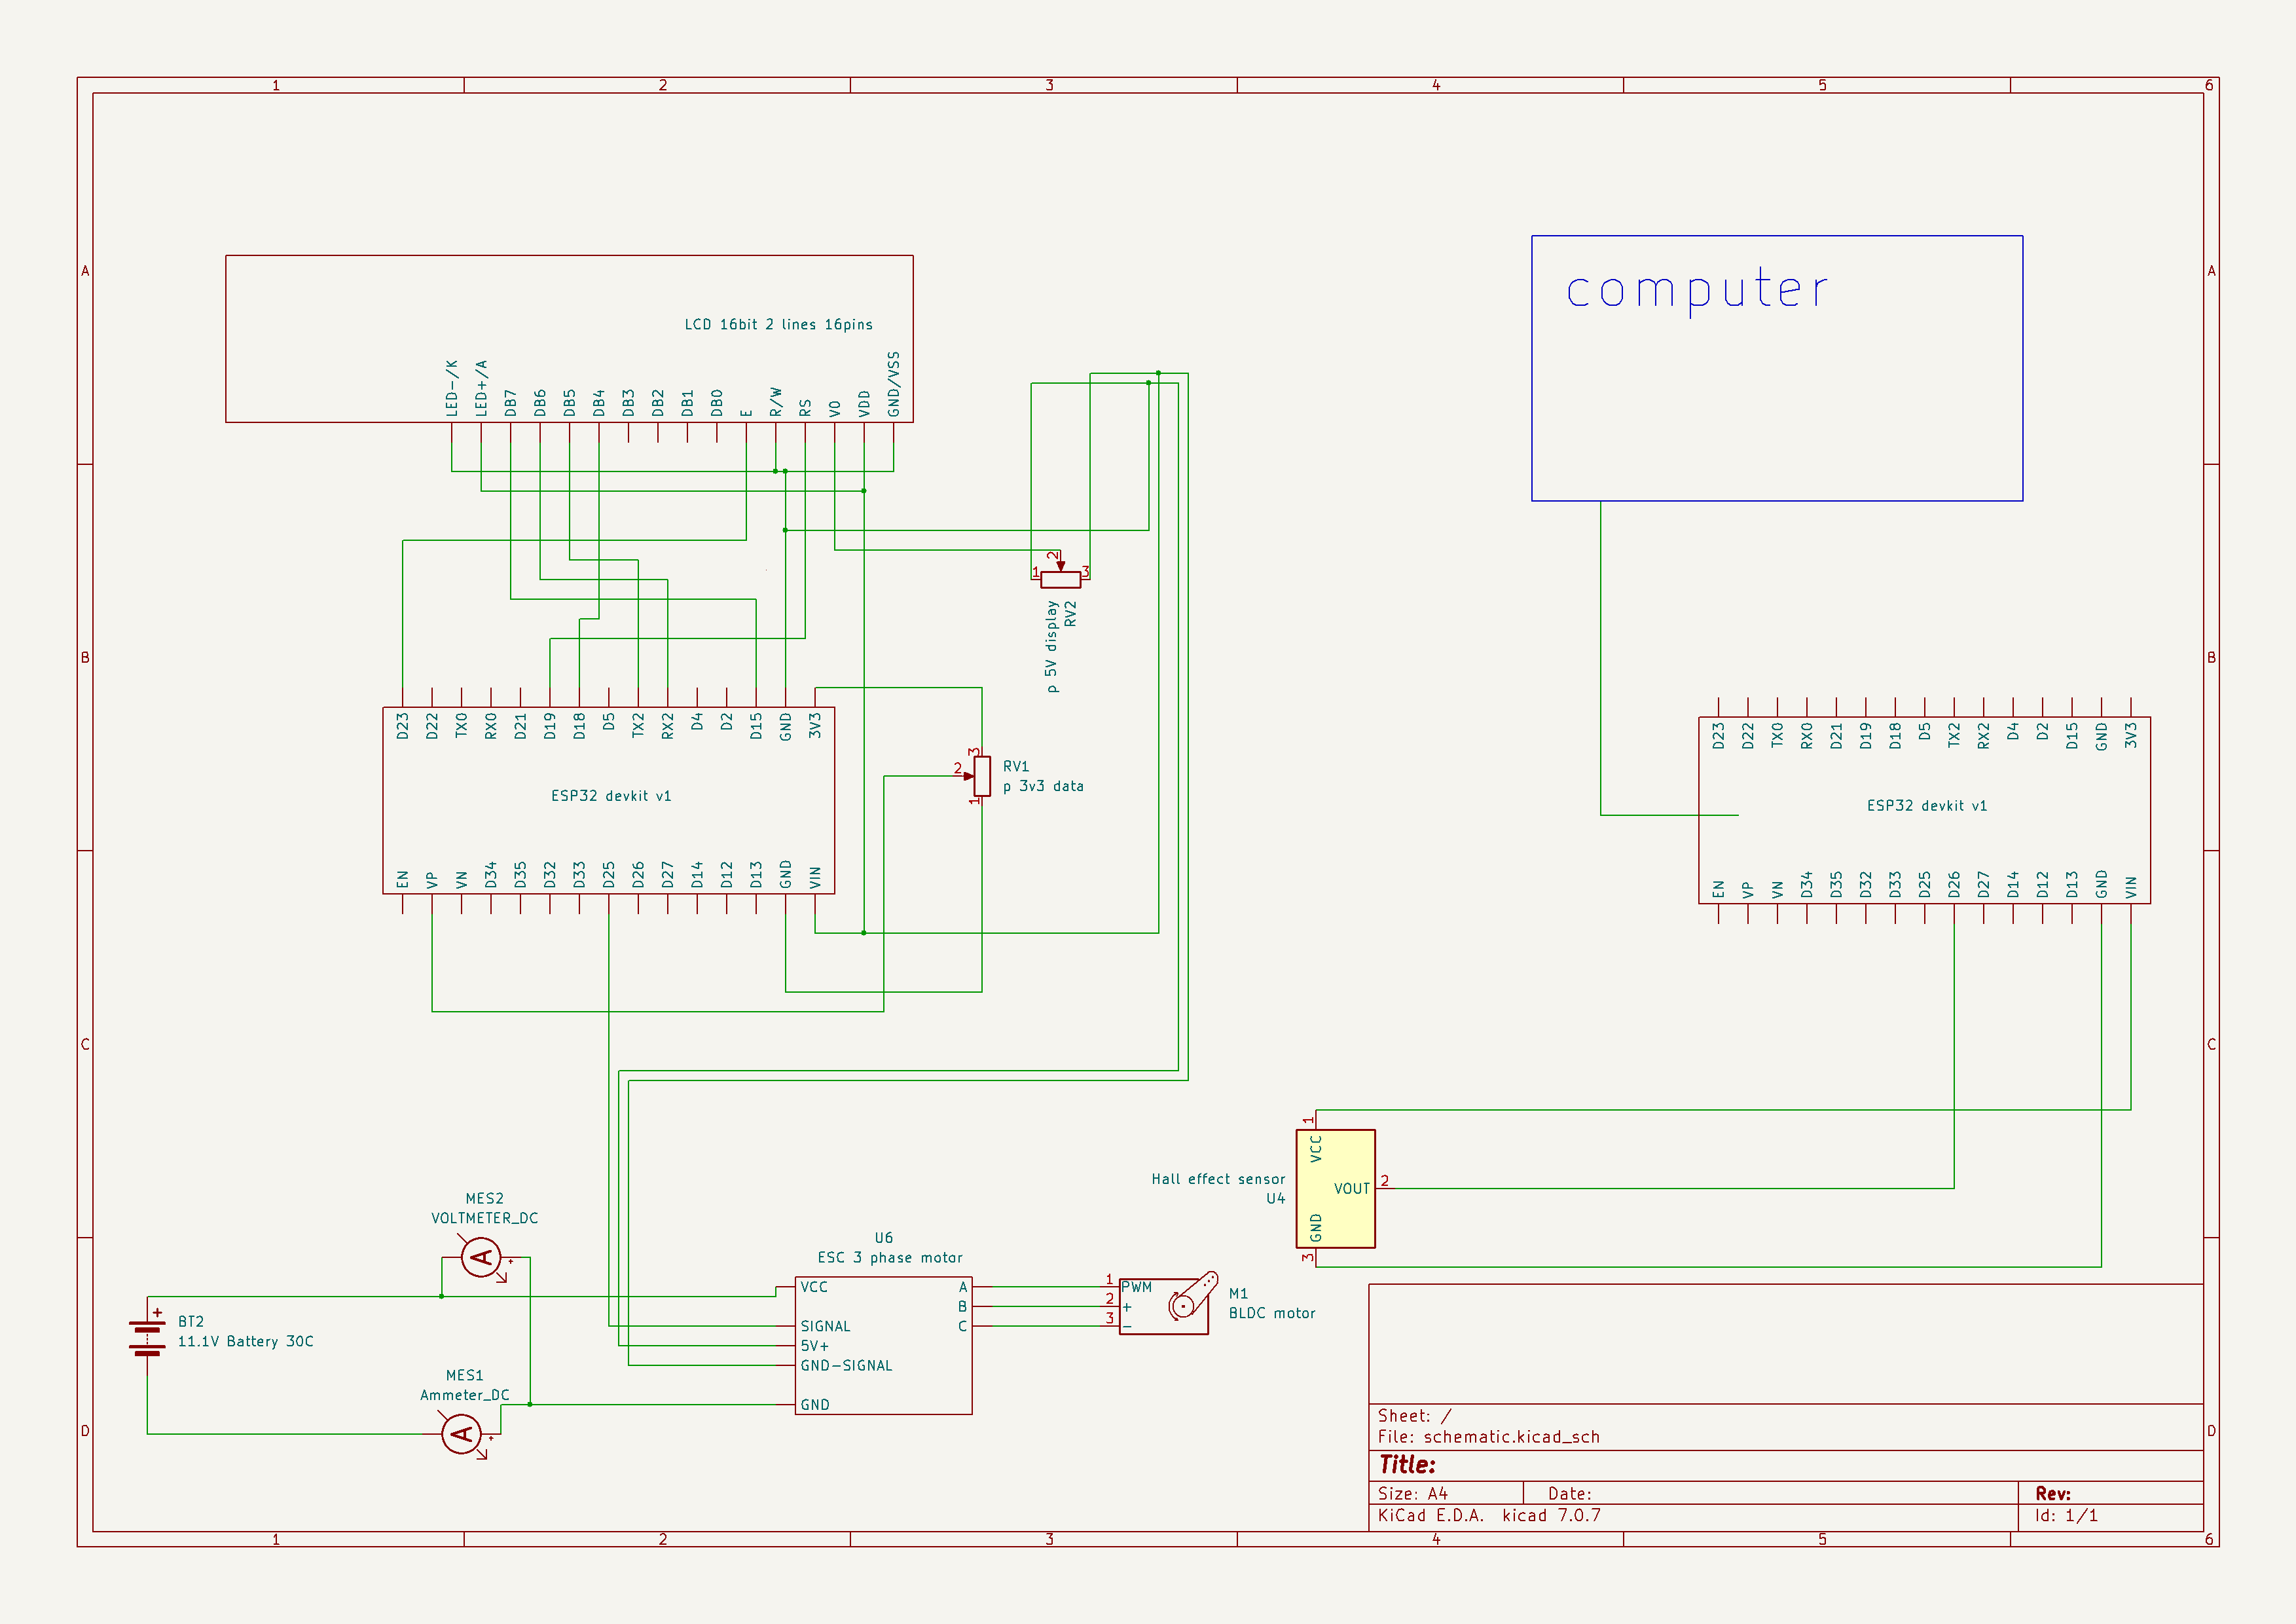 1 2 3 4 5 6
A A
computer
LCD 16bit 2 lines 16pins
LED-/K LED+/A DB7 DB6 DB5 DB4 DB3 DB2 DB1 DB0 E R/W RS V0 VDD GND/VSS
2
1 3
p 5V display
RV2
B B
D23 D22 TX0 RX0 D21 D19 D18 D5 TX2 RX2 D4 D2 D15 GND 3V3
ESP32 devkit v1
EN VP VN D34 D35 D32 D33 D25 D26 D27 D14 D12 D13 GND VIN
3
2
1
RV1
p 3v3 data
D23 D22 TX0 RX0 D21 D19 D18 D5 TX2 RX2 D4 D2 D15 GND 3V3
ESP32 devkit v1
EN VP VN D34 D35 D32 D33 D25 D26 D27 D14 D12 D13 GND VIN
C C
1
VCC
Hall effect sensor
U4
VOUT 2
GND
3
MES2
VOLTMETER_DC
A
+
BT2
11.1V Battery 30C
+
MES1
Ammeter_DC
A
+
U6
ESC 3 phase motor
VCC A
B
SIGNAL C
5V+
GND-SIGNAL
GND
1 PWM
2 +
3 -
M1
BLDC motor
D D
Sheet: /
File: schematic.kicad_sch
Title:
Size: A4 Date: Rev:
KiCad E.D.A. kicad 7.0.7 Id: 1/1
1 2 3 4 5 6